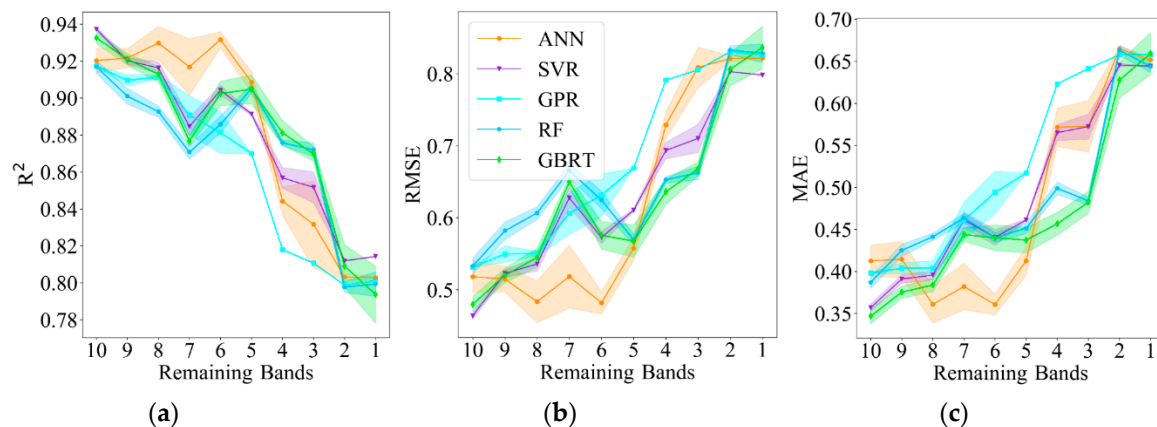 0.94
0.92
0.90
0.88
0.86
0.84
0.82
0.80
0.78
R2
10 9 8 7 6 5 4 3 2 1
Remaining Bands
(a)
0.8
0.7
0.6
0.5
RMSE
ANN
SVR
GPR
RF
GBRT
10 9 8 7 6 5 4 3 2 1
Remaining Bands
(b)
0.70
0.65
0.60
0.55
0.50
0.45
0.40
0.35
MAE
10 9 8 7 6 5 4 3 2 1
Remaining Bands
(c)